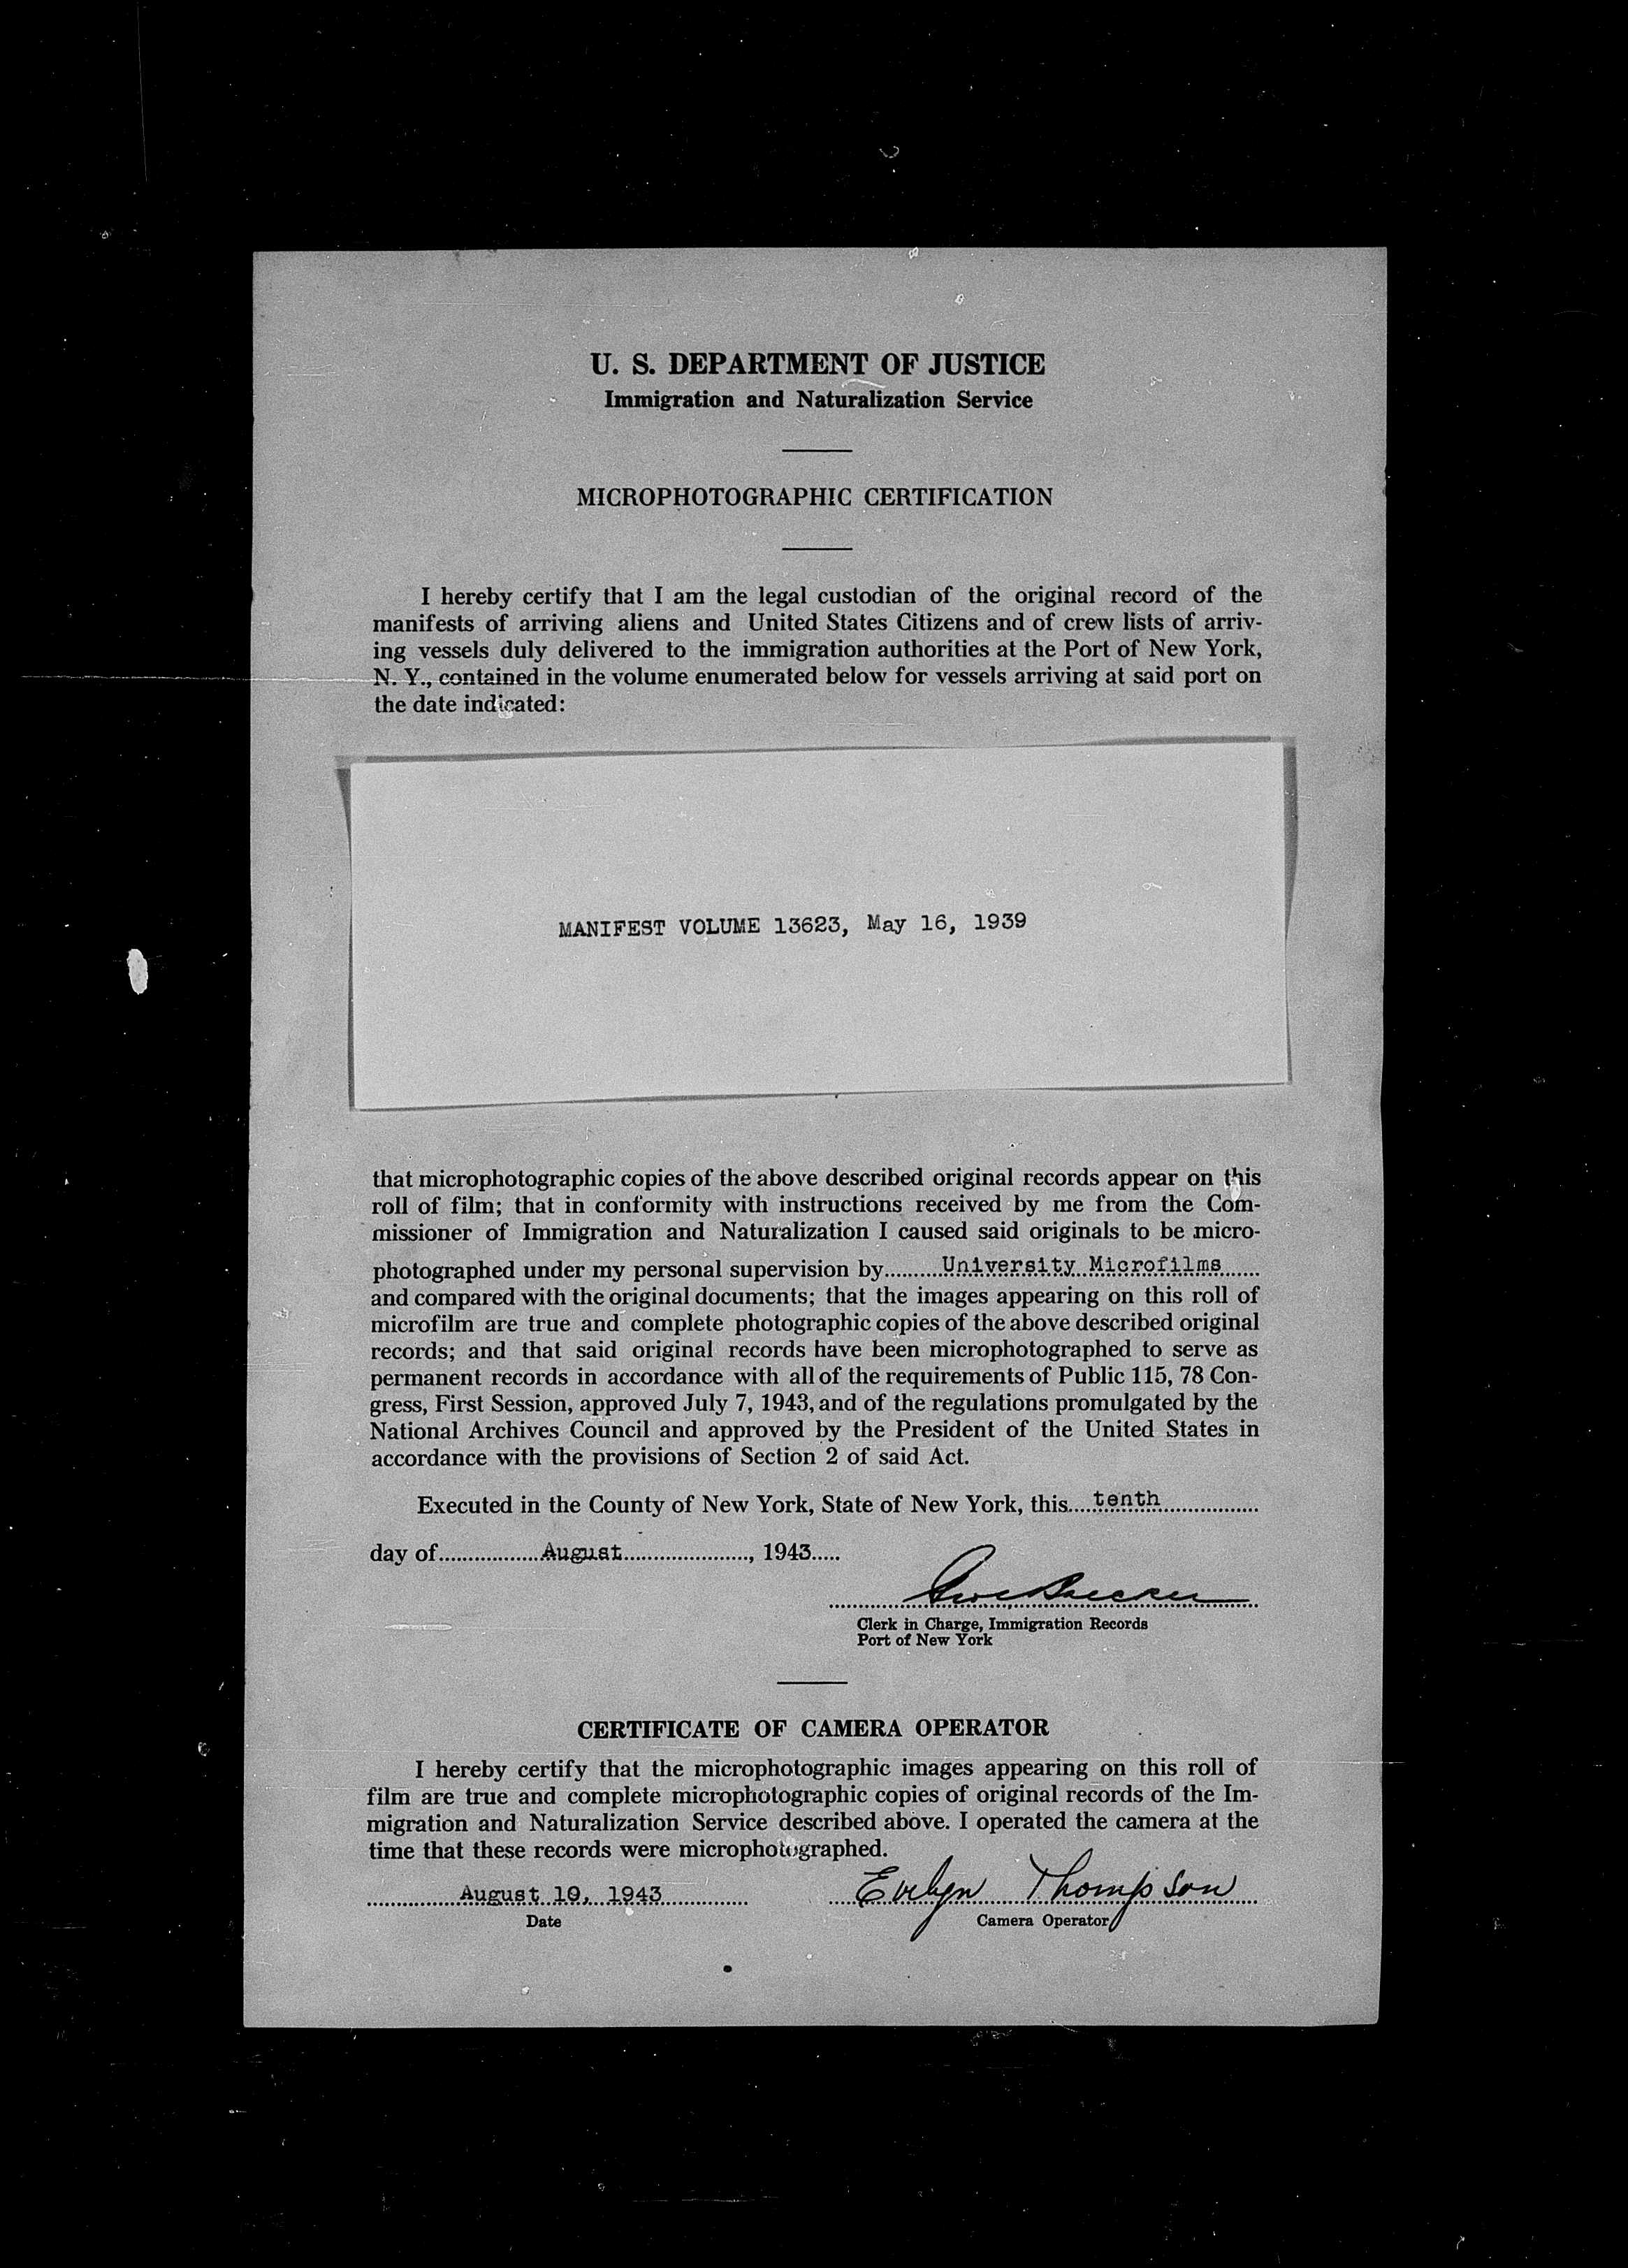 U. S. DEPARTMENT OF JUSTICE
Immigration and Naturalization Service
MICROPHOTOGRAPHIC CERTIFICATION
I hereby certify that I am the legal custodian of the original record of the
manifests of arriving aliens and United States Citizens and of crew lists of arriv-
ing vessels duly delivered to the immigration authorities at the Port of New York,
N. Y., contained in the volume enumerated below for vessels arriving at said port on
the date indicated:
MANIFEST VOLUME 13623, May 16, 1939
that microphotographic copies of the above described original records appear on this
roll of film; that in conformity with instructions received by me from the Com-
missioner of Immigration and Naturalization I caused said originals to be micro-
photographed under my personal supervision by.........University Microfilms......
and compared with the original documents; that the images appearing on this roll of
microfilm are true and complete photographic copies of the above described original
records; and that said original records have been microphotographed to serve as
permanent records in accordance with all of the requirements of Public 115, 78 Con-
gress, First Session, approved July 7, 1943, and of the regulations promulgated by the
National Archives Council and approved by the President of the United States in
accordance with the provisions of Section 2 of said Act.
Executed in the County of New York, State of New York, this....tenth................
day of..................August....................., 1943.....
Clerk in Charge, Immigration Records
Port of New York
CERTIFICATE OF CAMERA OPERATOR
I hereby certify that the microphotographic images appearing on this roll of
film are true and complete microphotographic copies of original records of the Im-
migration and Naturalization Service described above. I operated the camera at the
time that these records were microphotographed.
August 10, 1943 Evelyn Thompson
Date Camera Operator